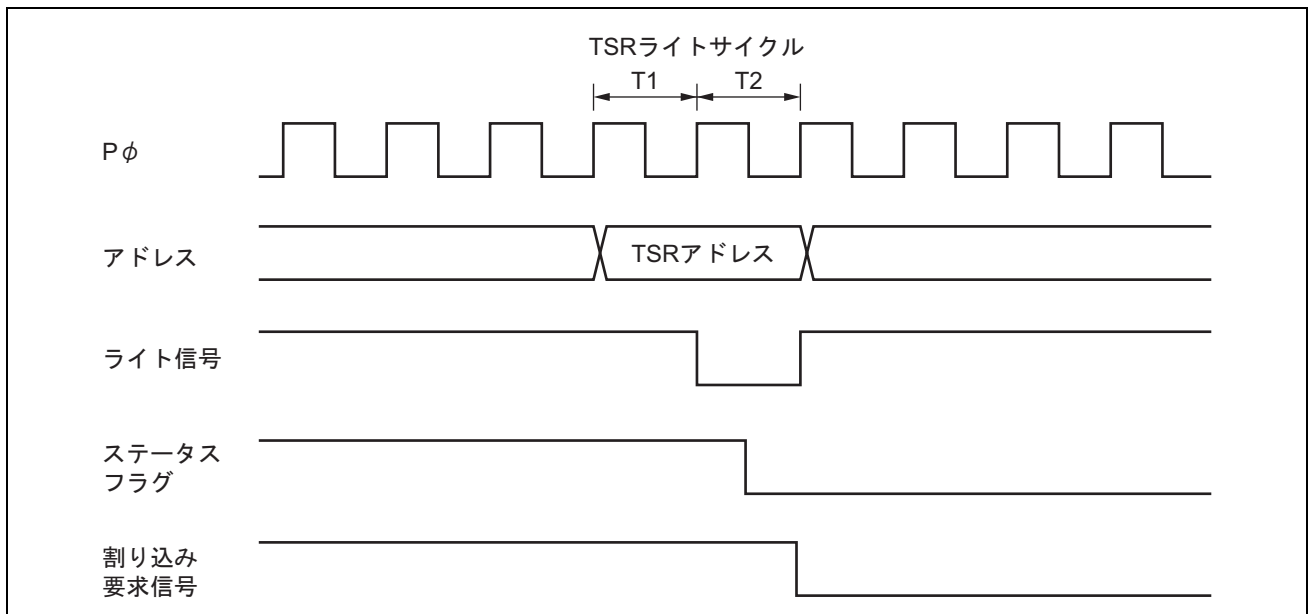 TSRライトサイクル
T1
T2
Pφ
アドレス
TSRアドレス
ライト信号
ステータス
フラグ
割り込み
要求信号